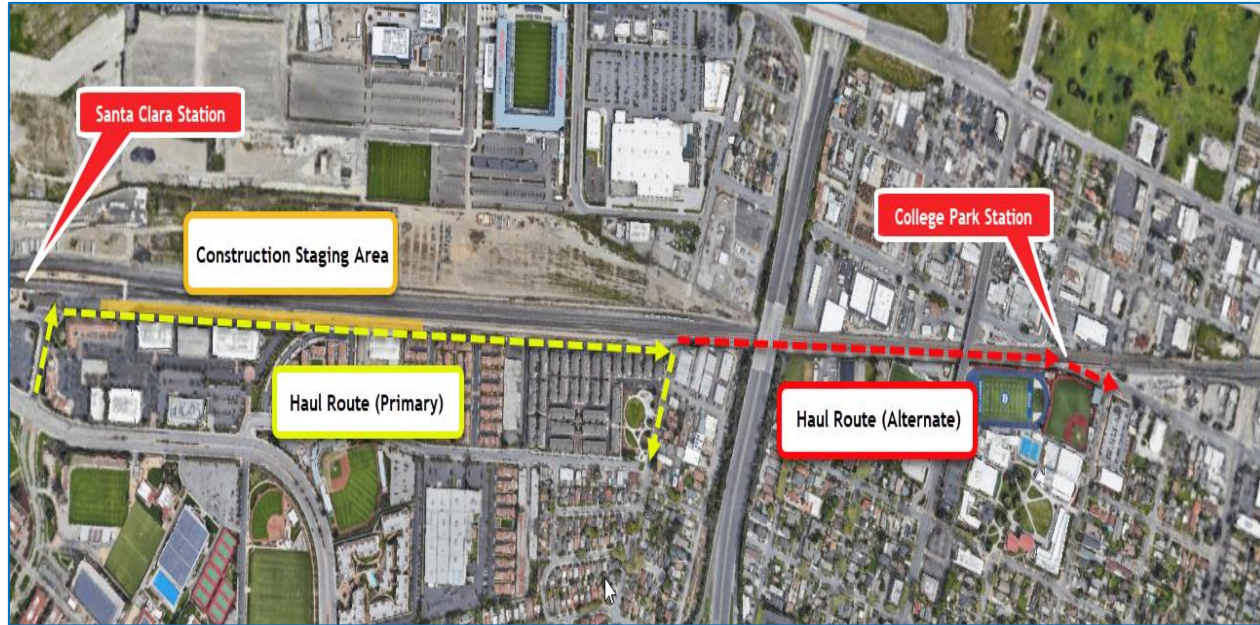 Santa Clara Station
Construction Staging Area
College Park Station
Haul Route (Primary)
Haul Route (Alternate)